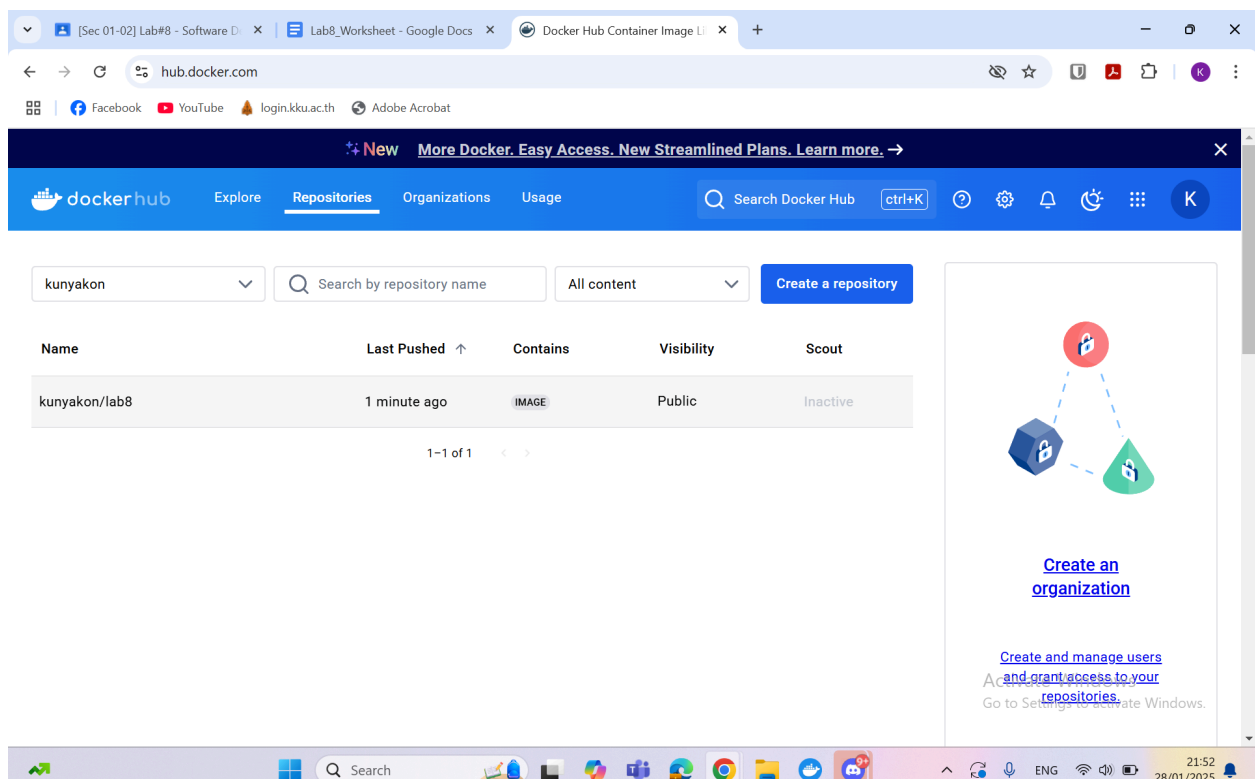 [Sec 01-02] Lab#8 - Software D
Lab8_Worksheet - Google Docs
Docker Hub Container Image Li
hub.docker.com
K
Facebook
YouTube
login.kku.ac.th
Adobe Acrobat
New More Docker. Easy Access. New Streamlined Plans. Learn more. →
dockerhub
Explore
Repositories
Organizations
Usage
Search Docker Hub
ctrl+K
K
kunyakon
Search by repository name
All content
Create a repository
Name Last Pushed ↑ Contains Visibility Scout
kunyakon/lab8 1 minute ago IMAGE Public Inactive
1–1 of 1
Create an
organization
Create and manage users
and grant access to your
repositories.
Activate Windows
Go to Settings to activate Windows.
Search
9+
ENG
21:52
28/01/2025